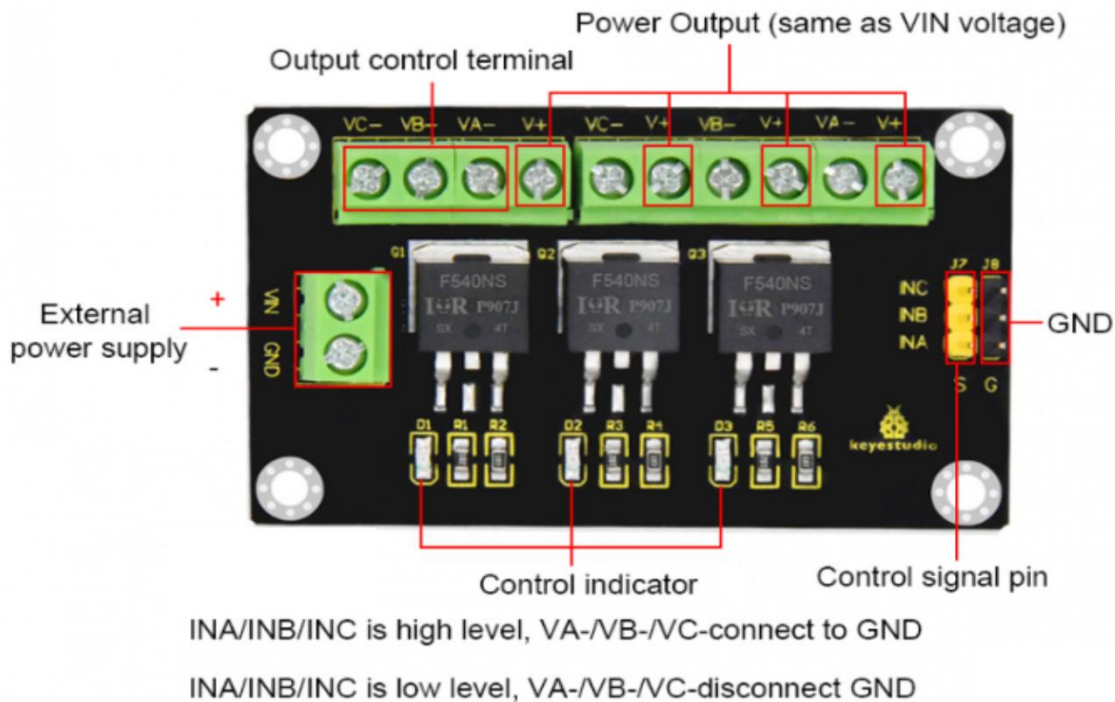 Power Output (same as VIN voltage)
Output control terminal
VC- VB- VA- V+ VC- V+ VB- V+ VA- V+
Q1 Q2 Q3
F540NS F540NS F540NS
IOR P907J IOR P907J IOR P907J
SX 4T SX 4T SX 4T
J7 J8
INC
INB
INA
S G
GND
+
VIN
External
power supply
GND
-
D1 R1 R2 D2 R3 R4 D3 R5 R6
keyestudio
Control indicator
Control signal pin
INA/INB/INC is high level, VA-/VB-/VC-connect to GND
INA/INB/INC is low level, VA-/VB-/VC-disconnect GND